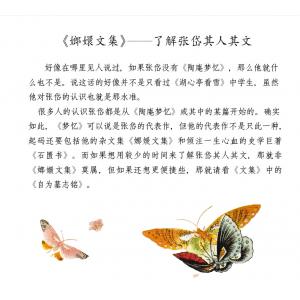 《嫏嬛文集》——了解张岱其人其文
好像在哪里见人说过，如果张岱没有《陶庵梦忆》，那么他就什
么也不是。说这话的好像并不是只看过《湖心亭看雪》中学生，虽然
他对张岱的认识也就是那水准。
很多人的认识张岱都是从《陶庵梦忆》或其中的某篇开始的。确实
如此，《梦忆》可以说是张岱的代表作，但他的代表作不是只此一种，
起码还要包括他的杂文集《嫏嬛文集》和倾注一生心血的史学巨著
《石匮书》。而如果想用较少的时间来了解张岱其人其文，那就非
《嫏嬛文集》莫属，但如果还想更便捷些，那就请看《文集》中的
《自为墓志铭》。